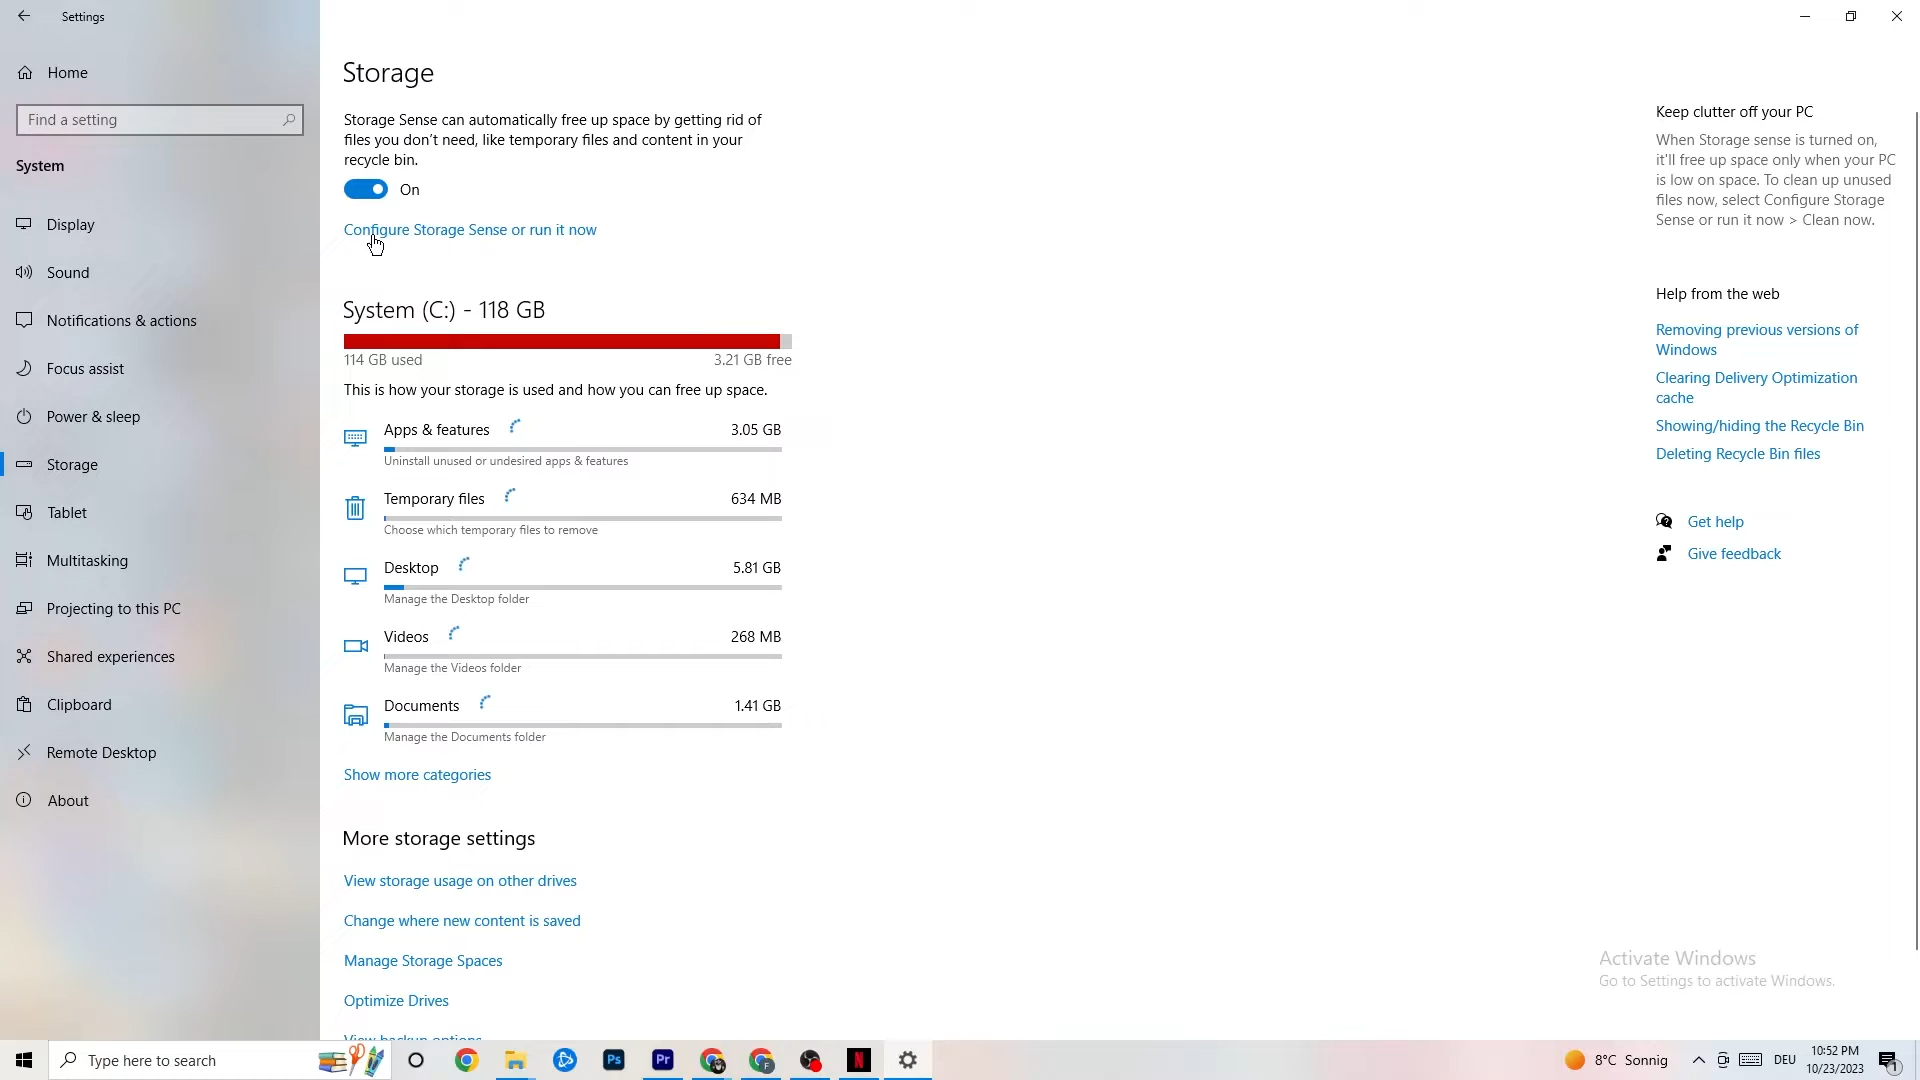 Settings
Home
Find a setting
System
Display
Sound
Notifications & actions
Focus assist
Power & sleep
Storage
Tablet
Multitasking
Projecting to this PC
Shared experiences
Clipboard
Remote Desktop
About
Storage
Storage Sense can automatically free up space by getting rid of
files you don't need, like temporary files and content in your
recycle bin.
On
Configure Storage Sense or run it now
System (C:) - 118 GB
114 GB used
3.21 GB free
This is how your storage is used and how you can free up space.
Apps & features
3.05 GB
Uninstall unused or undesired apps & features
Temporary files
634 MB
Choose which temporary files to remove
Desktop
5.81 GB
Manage the Desktop folder
Videos
268 MB
Manage the Videos folder
Documents
1.41 GB
Manage the Documents folder
Show more categories
More storage settings
View storage usage on other drives
Change where new content is saved
Manage Storage Spaces
Optimize Drives
View backup options
Keep clutter off your PC
When Storage sense is turned on,
it'll free up space only when your PC
is low on space. To clean up unused
files now, select Configure Storage
Sense or run it now > Clean now.
Help from the web
Removing previous versions of
Windows
Clearing Delivery Optimization
cache
Showing/hiding the Recycle Bin
Deleting Recycle Bin files
Get help
Give feedback
Activate Windows
Go to Settings to activate Windows.
Type here to search
Ps
Pr
F
N
8°C Sonnig
DEU
10:52 PM
10/23/2023
1